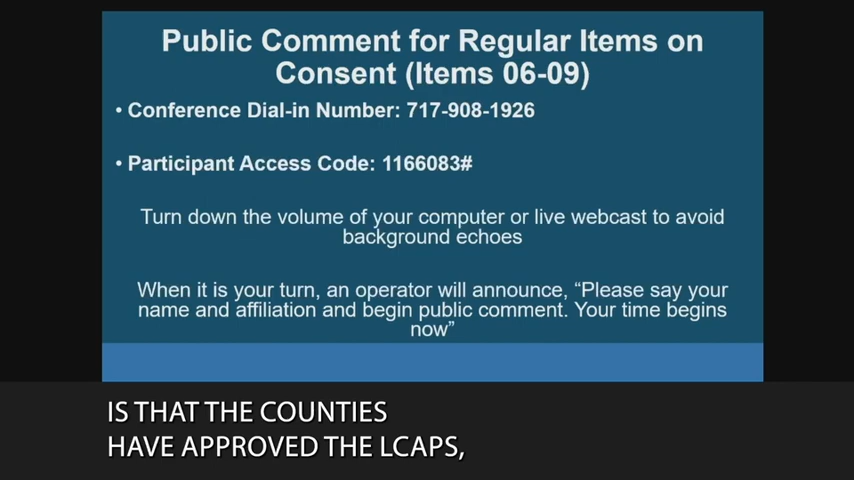 Public Comment for Regular Items on
Consent (Items 06-09)
• Conference Dial-in Number: 717-908-1926
• Participant Access Code: 1166083#
Turn down the volume of your computer or live webcast to avoid
background echoes
When it is your turn, an operator will announce, “Please say your
name and affiliation and begin public comment. Your time begins
now”
IS THAT THE COUNTIES
HAVE APPROVED THE LCAPS,